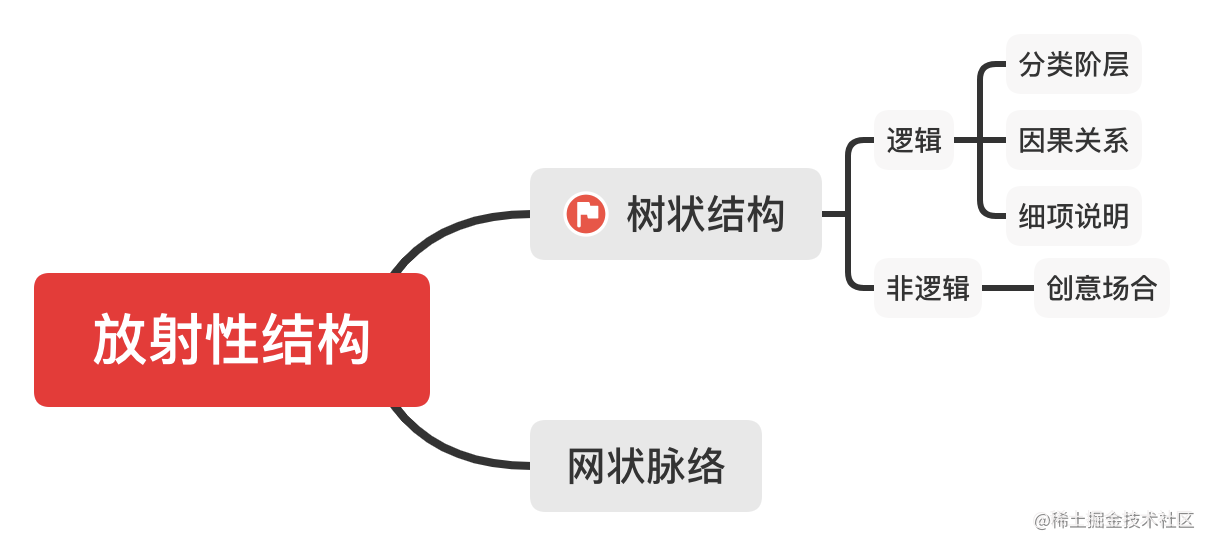 放射性结构
树状结构
逻辑
分类阶层
因果关系
细项说明
非逻辑
创意场合
网状脉络
@稀土掘金技术社区